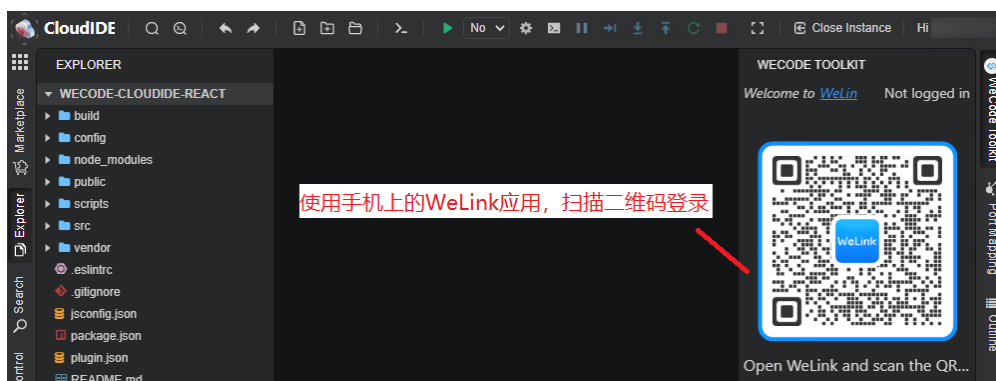 CloudIDE
No
Close Instance
Hi
Marketplace
Explorer
Search
EXPLORER
WECODE-CLOUDIDE-REACT
build
config
node_modules
public
scripts
src
vendor
.eslintrc
.gitignore
jsconfig.json
package.json
plugin.json
README.md
使用手机上的WeLink应用，扫描二维码登录
WECODE TOOLKIT
Welcome to WeLin Not logged in
WeLink
Open WeLink and scan the QR...
WeCode Toolkit
Port Mapping
Outline